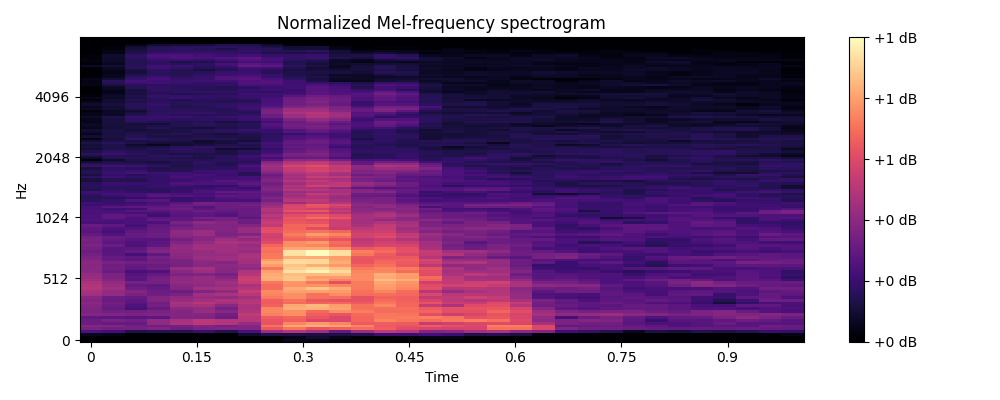 Normalized Mel-frequency spectrogram
+1 dB
4096
+1 dB
2048
+1 dB
Hz
1024
+0 dB
512
+0 dB
0
+0 dB
0 0.15 0.3 0.45 0.6 0.75 0.9
Time